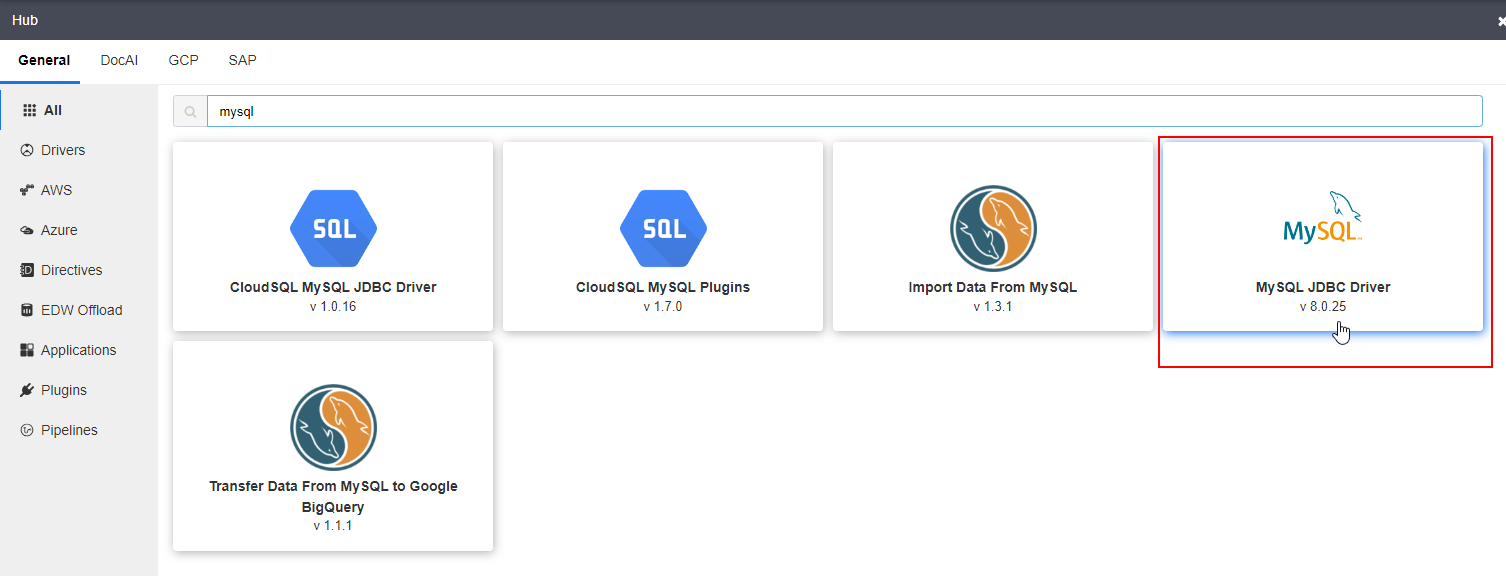 Hub
General DocAI GCP SAP
All
Drivers
AWS
Azure
Directives
EDW Offload
Applications
Plugins
Pipelines
mysql
SQL
CloudSQL MySQL JDBC Driver
v 1.0.16
SQL
CloudSQL MySQL Plugins
v 1.7.0
Import Data From MySQL
v 1.3.1
MySQL
MySQL JDBC Driver
v 8.0.25
Transfer Data From MySQL to Google
BigQuery
v 1.1.1